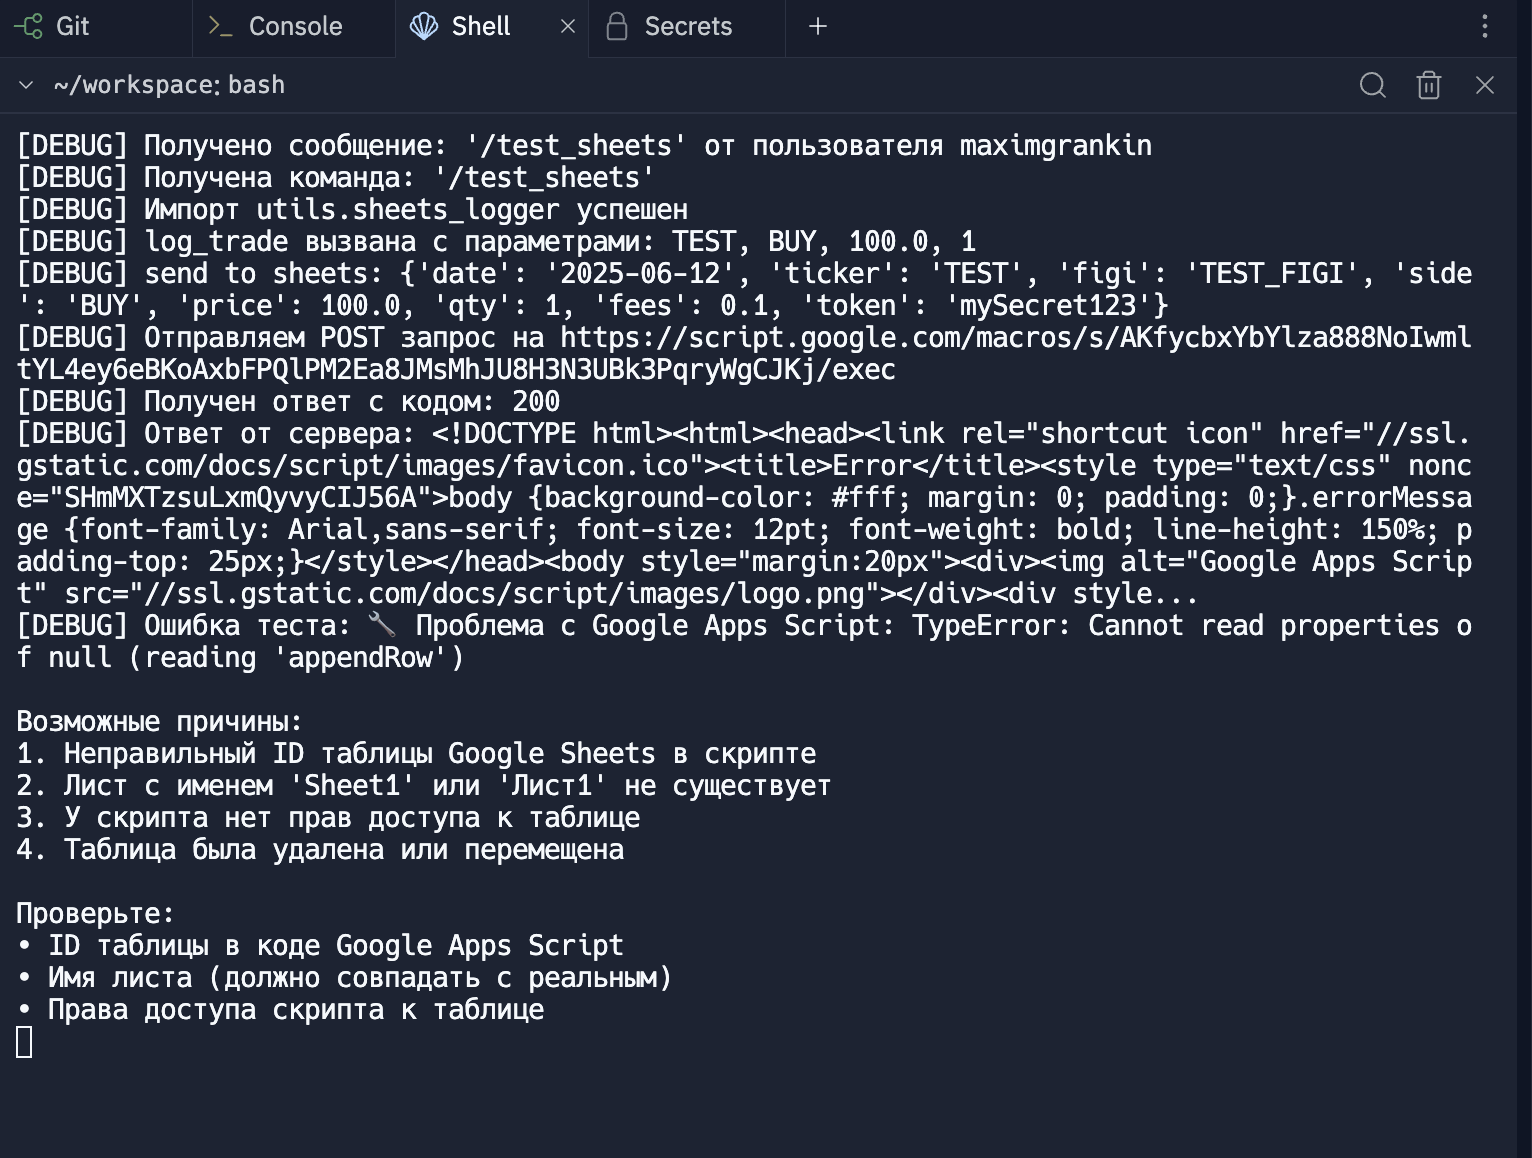 Git
Console
Shell
Secrets
~/workspace: bash
[DEBUG] Получено сообщение: '/test_sheets' от пользователя maximgrankin
[DEBUG] Получена команда: '/test_sheets'
[DEBUG] Импорт utils.sheets_logger успешен
[DEBUG] log_trade вызвана с параметрами: TEST, BUY, 100.0, 1
[DEBUG] send to sheets: {'date': '2025-06-12', 'ticker': 'TEST', 'figi': 'TEST_FIGI', 'side
': 'BUY', 'price': 100.0, 'qty': 1, 'fees': 0.1, 'token': 'mySecret123'}
[DEBUG] Отправляем POST запрос на https://script.google.com/macros/s/AKfycbxYbYlza888NoIwml
tYL4ey6eBKoAxbFPQlPM2Ea8JMsMhJU8H3N3UBk3PqryWgCJKj/exec
[DEBUG] Получен ответ с кодом: 200
[DEBUG] Ответ от сервера: <!DOCTYPE html><html><head><link rel="shortcut icon" href="//ssl.
gstatic.com/docs/script/images/favicon.ico"><title>Error</title><style type="text/css" nonc
e="SHmMXTzsuLxmQyvyCIJ56A">body {background-color: #fff; margin: 0; padding: 0;}.errorMessa
ge {font-family: Arial,sans-serif; font-size: 12pt; font-weight: bold; line-height: 150%; p
adding-top: 25px;}</style></head><body style="margin:20px"><div><img alt="Google Apps Scrip
t" src="//ssl.gstatic.com/docs/script/images/logo.png"></div><div style...
[DEBUG] Ошибка теста: 🔧 Проблема с Google Apps Script: TypeError: Cannot read properties o
f null (reading 'appendRow')
Возможные причины:
1. Неправильный ID таблицы Google Sheets в скрипте
2. Лист с именем 'Sheet1' или 'Лист1' не существует
3. У скрипта нет прав доступа к таблице
4. Таблица была удалена или перемещена
Проверьте:
• ID таблицы в коде Google Apps Script
• Имя листа (должно совпадать с реальным)
• Права доступа скрипта к таблице